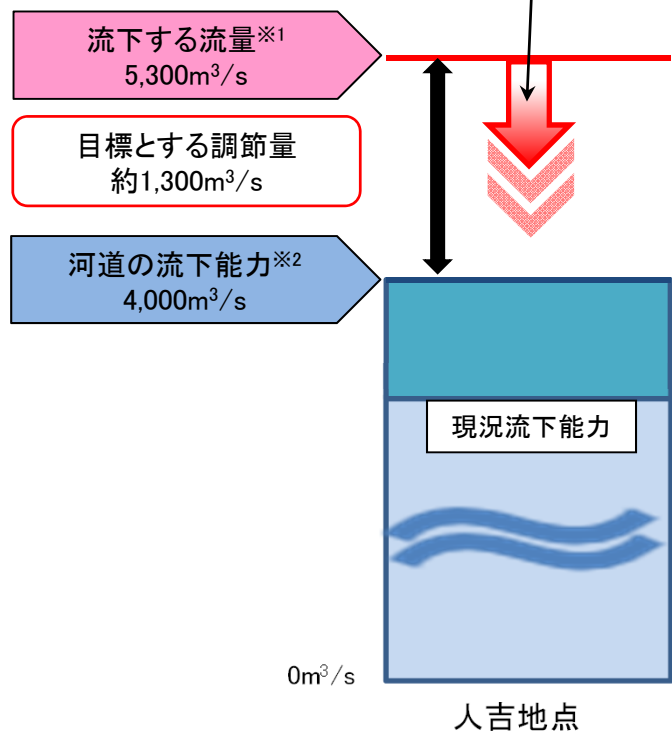 流下する流量※1
5,300m³/s
目標とする調節量
約1,300m³/s
河道の流下能力※2
4,000m³/s
現況流下能力
0m³/s
人吉地点